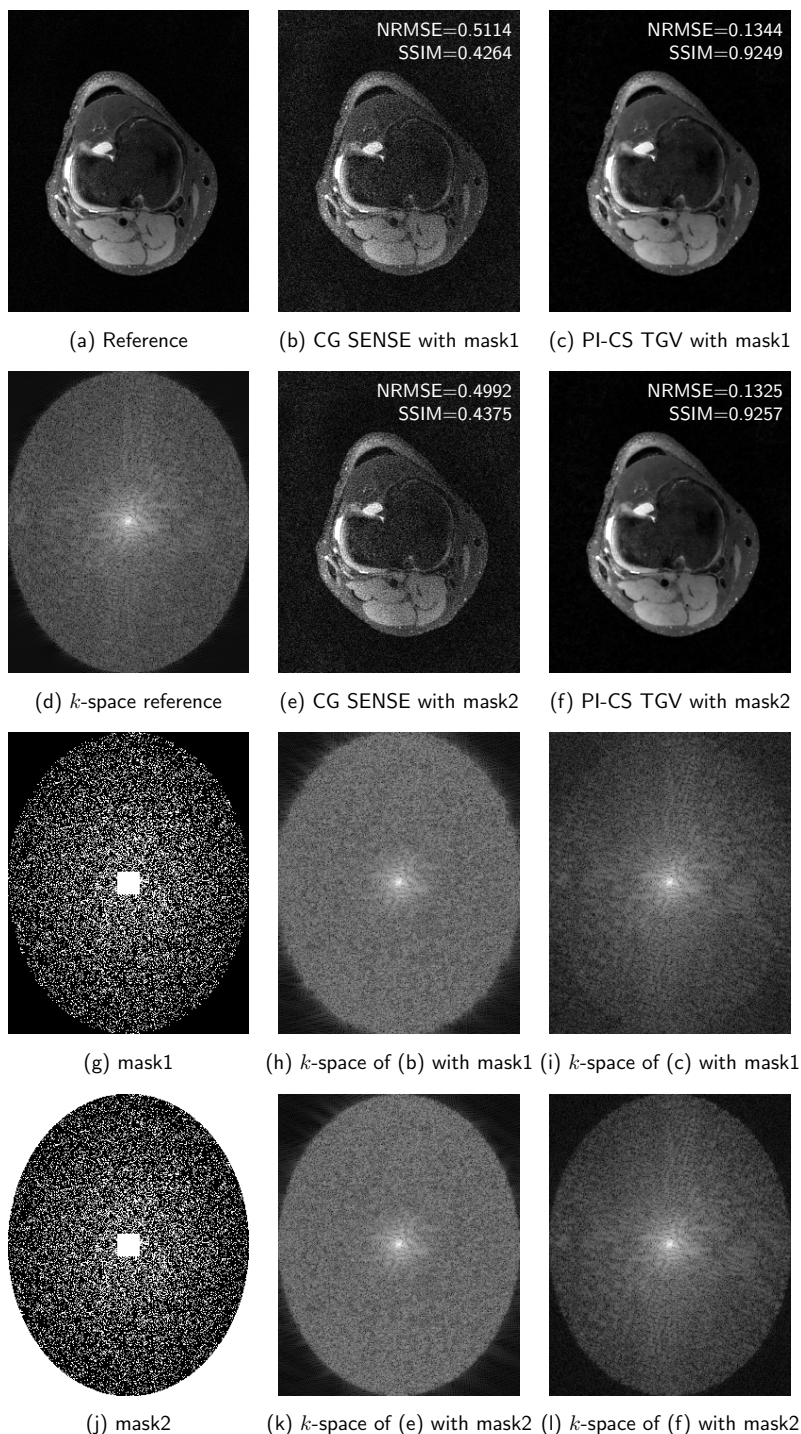 NRMSE=0.5114
SSIM=0.4264
NRMSE=0.1344
SSIM=0.9249
(a) Reference
(b) CG SENSE with mask1
(c) PI-CS TGV with mask1
NRMSE=0.4992
SSIM=0.4375
NRMSE=0.1325
SSIM=0.9257
(d) k-space reference
(e) CG SENSE with mask2
(f) PI-CS TGV with mask2
(g) mask1
(h) k-space of (b) with mask1
(i) k-space of (c) with mask1
(j) mask2
(k) k-space of (e) with mask2
(l) k-space of (f) with mask2